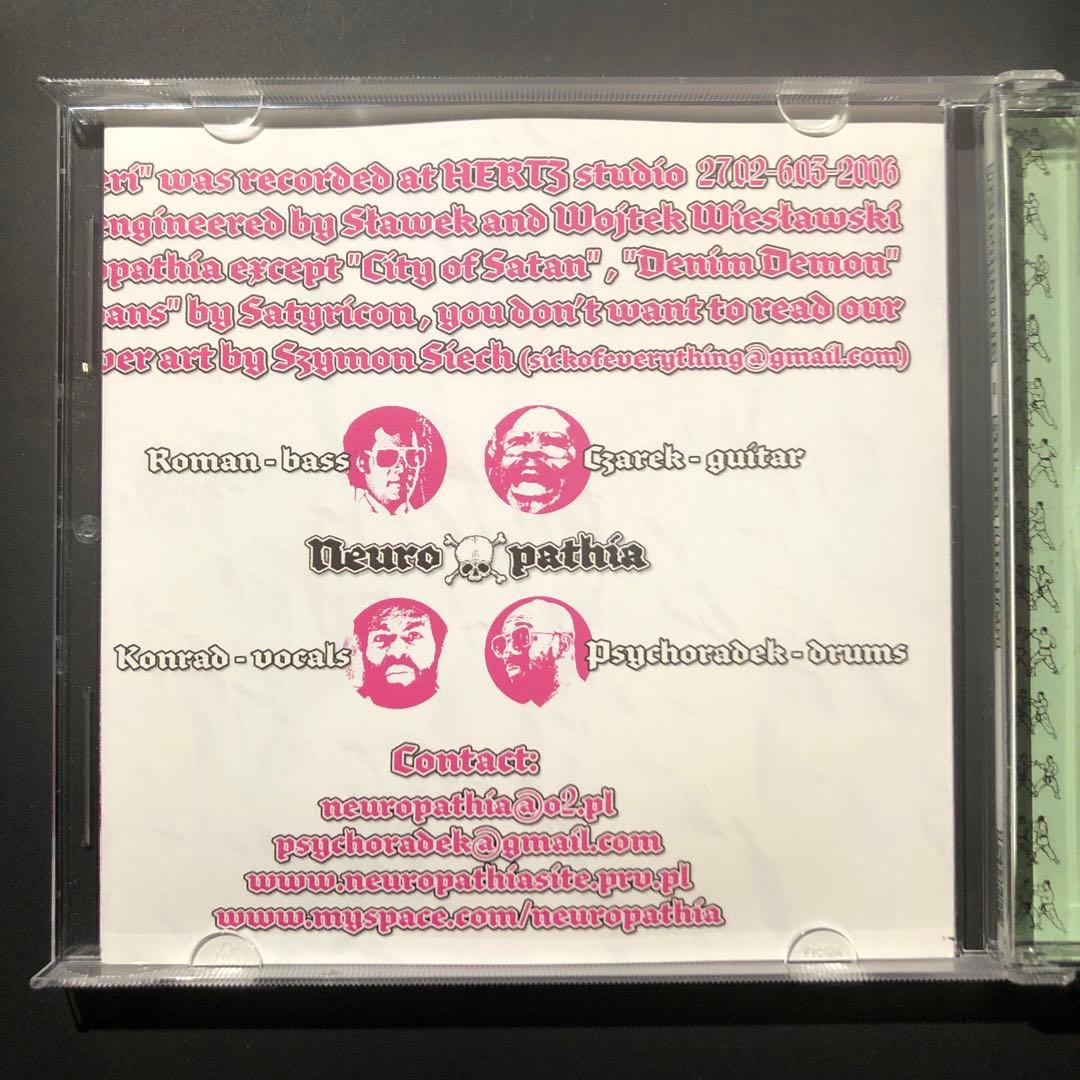 eri" was recorded at HERTZ studio 27.02-6.03-2006
engineered by Sławek and Wojtek Wiesławski
opathia except "City of Satan", "Denim Demon"
ans" by Satyricon, you don't want to read our
ver art by Szymon Siech (sickofeverything@gmail.com)
Roman - bass
Czarek - guitar
Neuro pathia
Konrad - vocals
Psychoradek - drums
Contact:
neuropathia@o2.pl
psychoradek@gmail.com
www.neuropathiasite.prv.pl
www.myspace.com/neuropathia